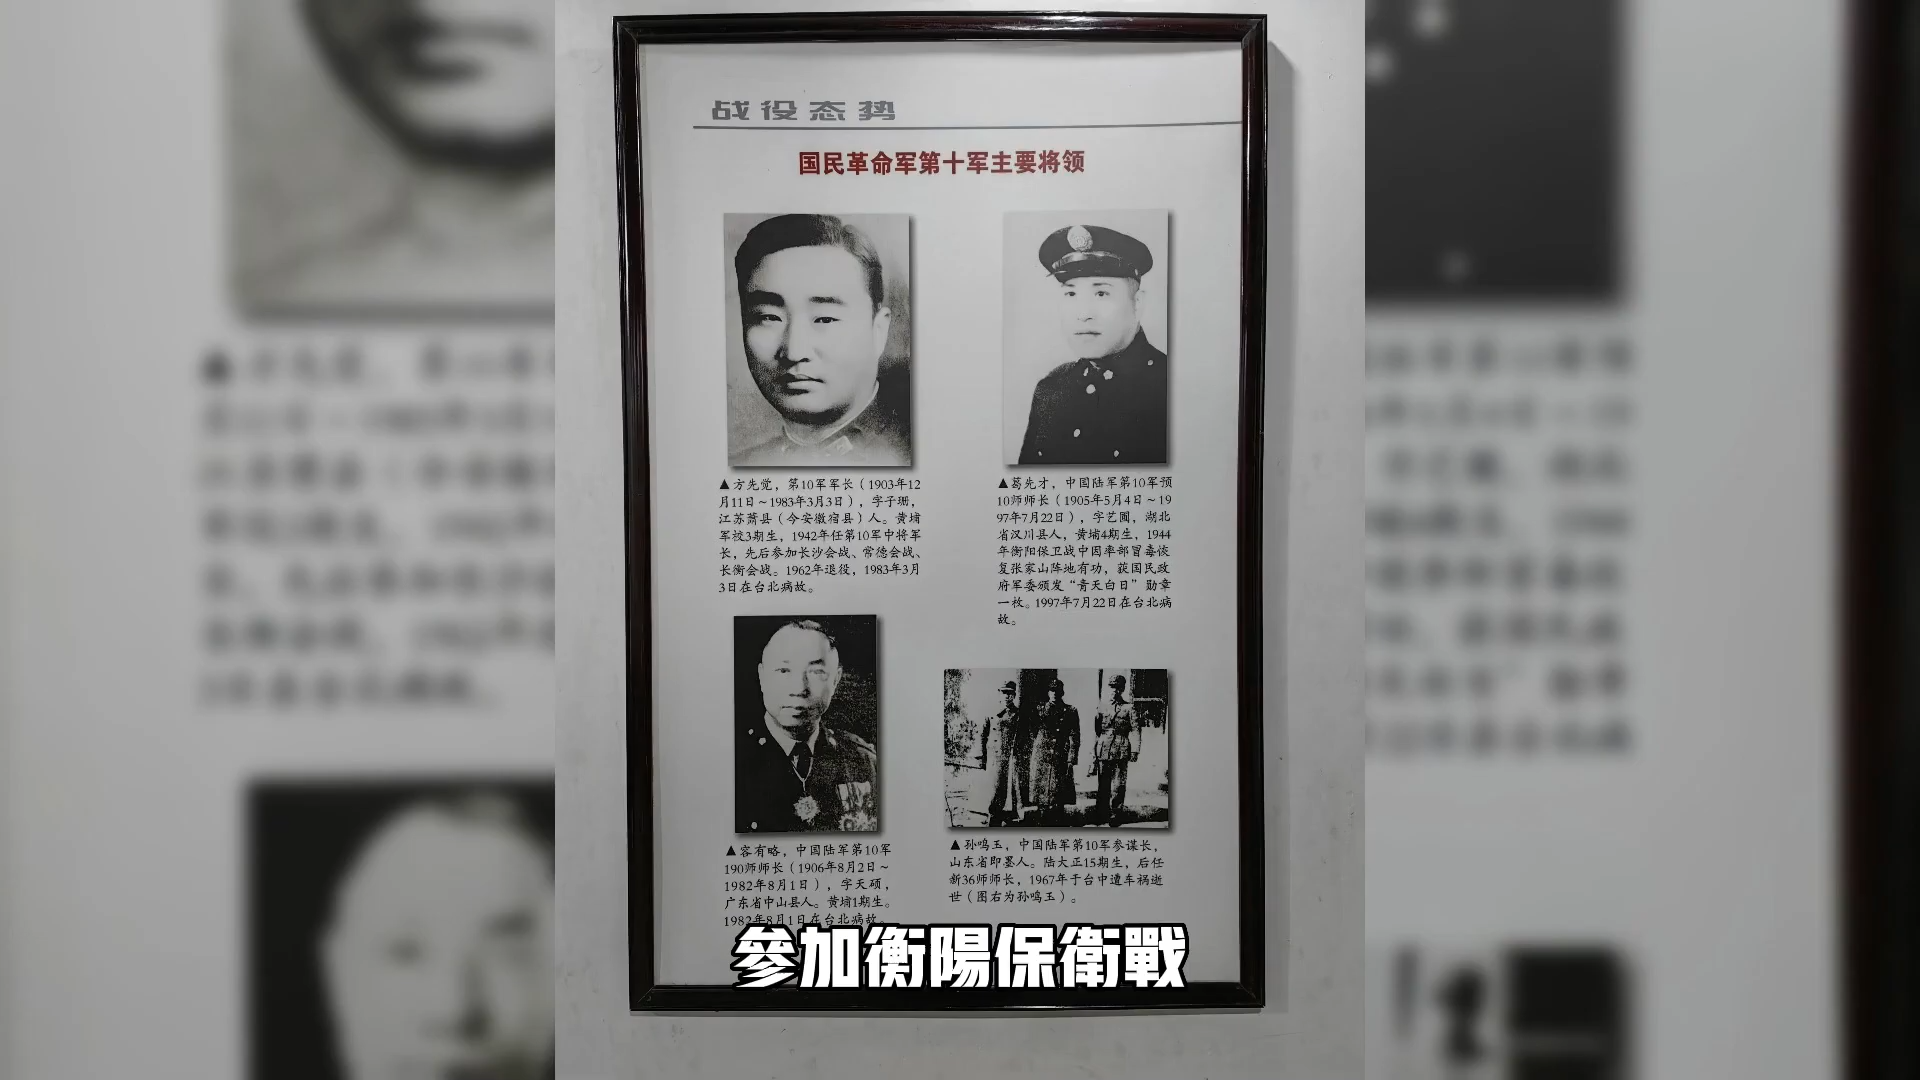 战役态势
国民革命军第十军主要将领
▲方先觉，第10军军长（1903年12
月11日～1983年3月3日），字子珊，
江苏萧县（今安徽宿县）人。黄埔
军校3期生，1942年任第10军中将军
长，先后参加长沙会战、常德会战、
长衡会战。1962年退役，1983年3月
3日在台北病故。
▲葛先才，中国陆军第10军预
10师师长（1905年5月4日～19
97年7月22日），字艺圃，湖北
省汉川县人，黄埔4期生，1944
年衡阳保卫战中因率部冒毒恢
复张家山阵地有功，获国民政
府军委颁发“青天白日”勋章
一枚。1997年7月22日在台北病
故。
▲容有略，中国陆军第10军
190师师长（1906年8月2日～
1982年8月1日），字天硕，
广东省中山县人。黄埔1期生。
1982年8月1日在台北病故。
▲孙鸣玉，中国陆军第10军参谋长，
山东省即墨人。陆大正15期生，后任
新36师师长，1967年于台中遭车祸逝
世（图右为孙鸣玉）。
參加衡陽保衛戰